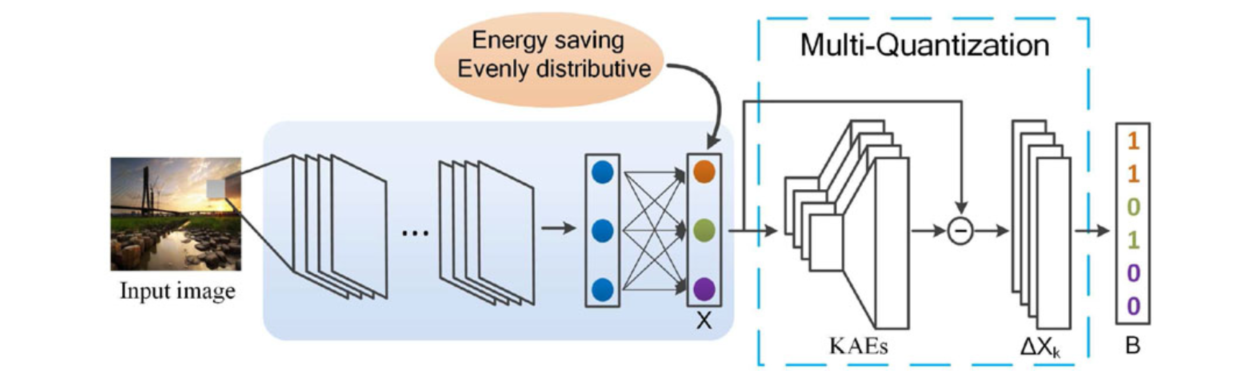 Energy saving
Evenly distributive
Multi-Quantization
Input image
...
X
KAEs
−
ΔXₖ
1
1
0
1
0
0
B